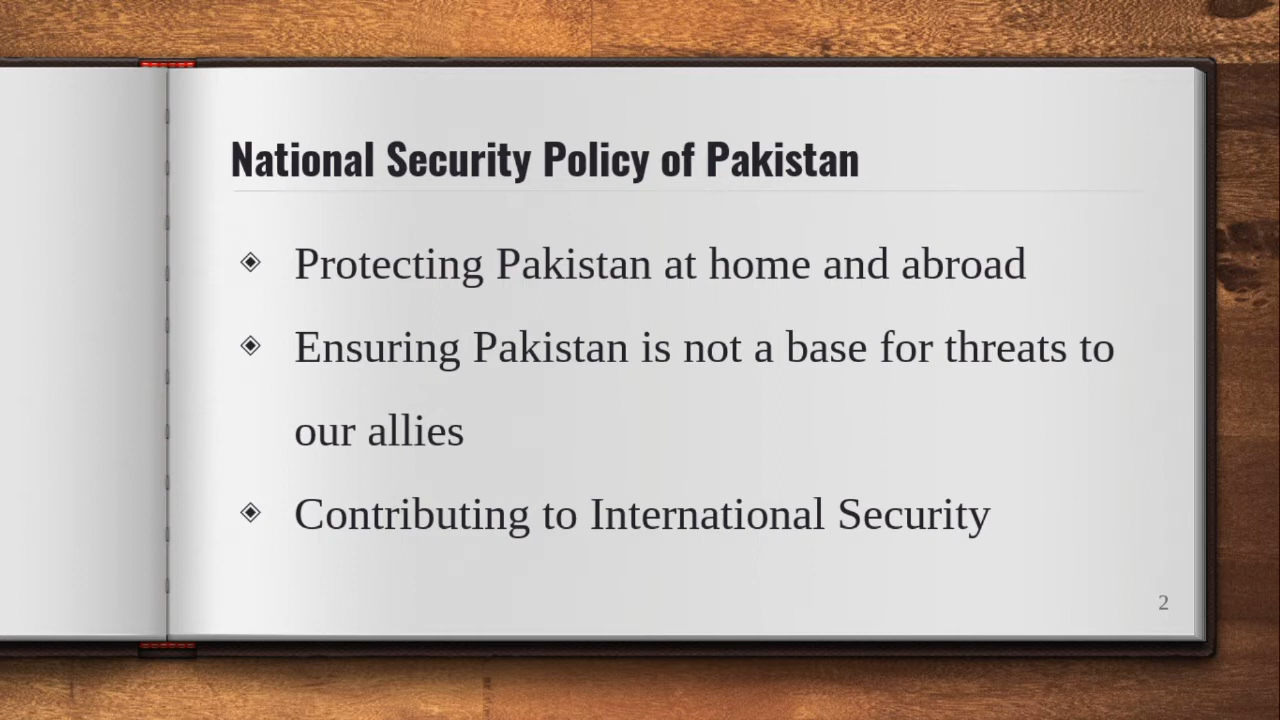 National Security Policy of Pakistan
Protecting Pakistan at home and abroad
Ensuring Pakistan is not a base for threats to
our allies
Contributing to International Security
2